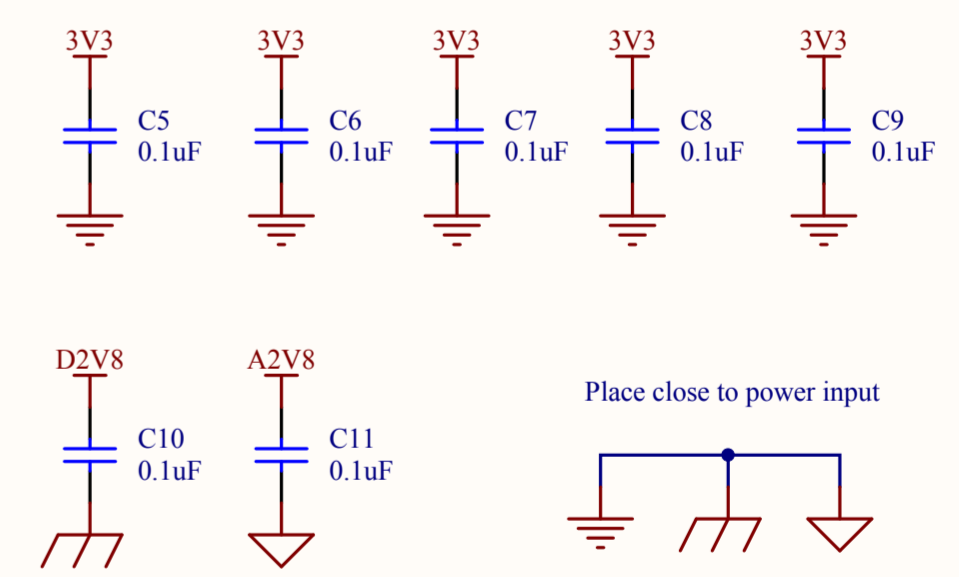 3V3
3V3
3V3
3V3
3V3
C5
0.1uF
C6
0.1uF
C7
0.1uF
C8
0.1uF
C9
0.1uF
D2V8
A2V8
C10
0.1uF
C11
0.1uF
Place close to power input